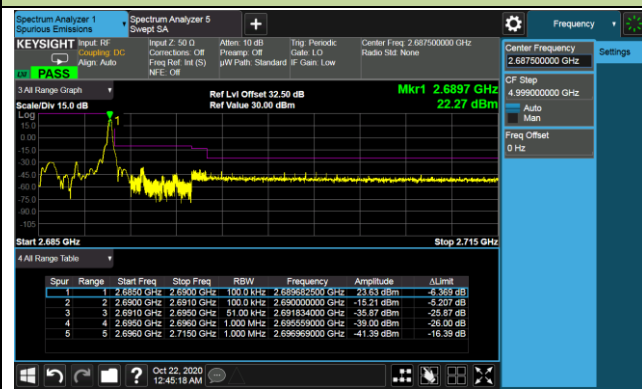 Spectrum Analyzer 1
Spurious Emissions
Spectrum Analyzer 5
Swept SA
+
Frequency
KEYSIGHT
Input: RF
Coupling: DC
Align: Auto
Input Z: 50 Ω
Corrections: Off
Freq Ref: Int (S)
NFE: Off
Atten: 10 dB
Preamp: Off
µW Path: Standard
Trig: Periodic
Gate: LO
IF Gain: Low
Center Freq: 2.687500000 GHz
Radio Std: None
PASS
Center Frequency
2.687500000 GHz
Settings
CF Step
4.999000000 GHz
Auto
Man
Freq Offset
0 Hz
3 All Range Graph
Scale/Div 15.0 dB
Ref Lvl Offset 32.50 dB
Ref Value 30.00 dBm
Mkr1 2.6897 GHz
22.27 dBm
Log
1
15.0
0.00
-15.0
-30.0
-45.0
-60.0
-75.0
-90.0
-105
Start 2.685 GHz
Stop 2.715 GHz
4 All Range Table
Spur Range Start Freq Stop Freq RBW Frequency Amplitude ΔLimit
1 1 2.6850 GHz 2.6900 GHz 100.0 kHz 2.689682500 GHz 23.63 dBm -6.369 dB
2 2 2.6900 GHz 2.6910 GHz 100.0 kHz 2.690000000 GHz -15.21 dBm -5.207 dB
3 3 2.6910 GHz 2.6950 GHz 51.00 kHz 2.691834000 GHz -35.87 dBm -25.87 dB
4 4 2.6950 GHz 2.6960 GHz 1.000 MHz 2.695559000 GHz -39.00 dBm -26.00 dB
5 5 2.6960 GHz 2.7150 GHz 1.000 MHz 2.696969000 GHz -41.39 dBm -16.39 dB
?
Oct 22, 2020
12:45:18 AM